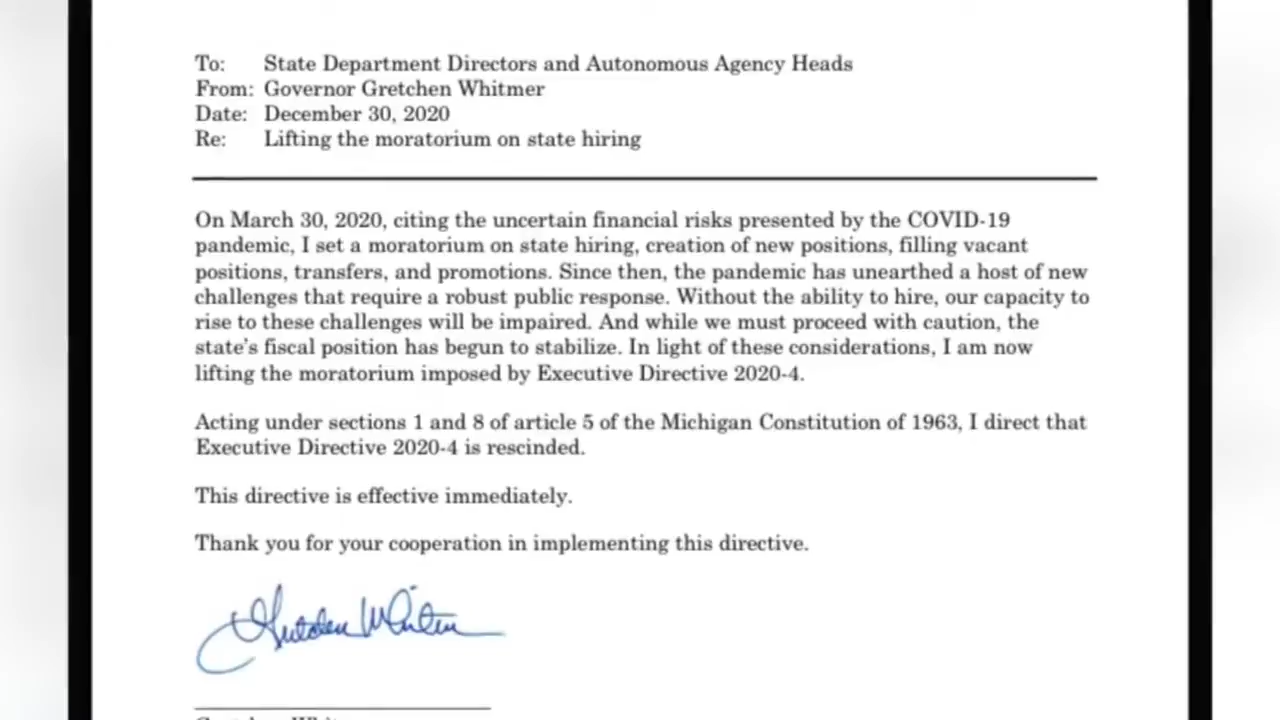 To: State Department Directors and Autonomous Agency Heads
From: Governor Gretchen Whitmer
Date: December 30, 2020
Re: Lifting the moratorium on state hiring
On March 30, 2020, citing the uncertain financial risks presented by the COVID-19
pandemic, I set a moratorium on state hiring, creation of new positions, filling vacant
positions, transfers, and promotions. Since then, the pandemic has unearthed a host of new
challenges that require a robust public response. Without the ability to hire, our capacity to
rise to these challenges will be impaired. And while we must proceed with caution, the
state's fiscal position has begun to stabilize. In light of these considerations, I am now
lifting the moratorium imposed by Executive Directive 2020-4.
Acting under sections 1 and 8 of article 5 of the Michigan Constitution of 1963, I direct that
Executive Directive 2020-4 is rescinded.
This directive is effective immediately.
Thank you for your cooperation in implementing this directive.
Gretchen Whitmer